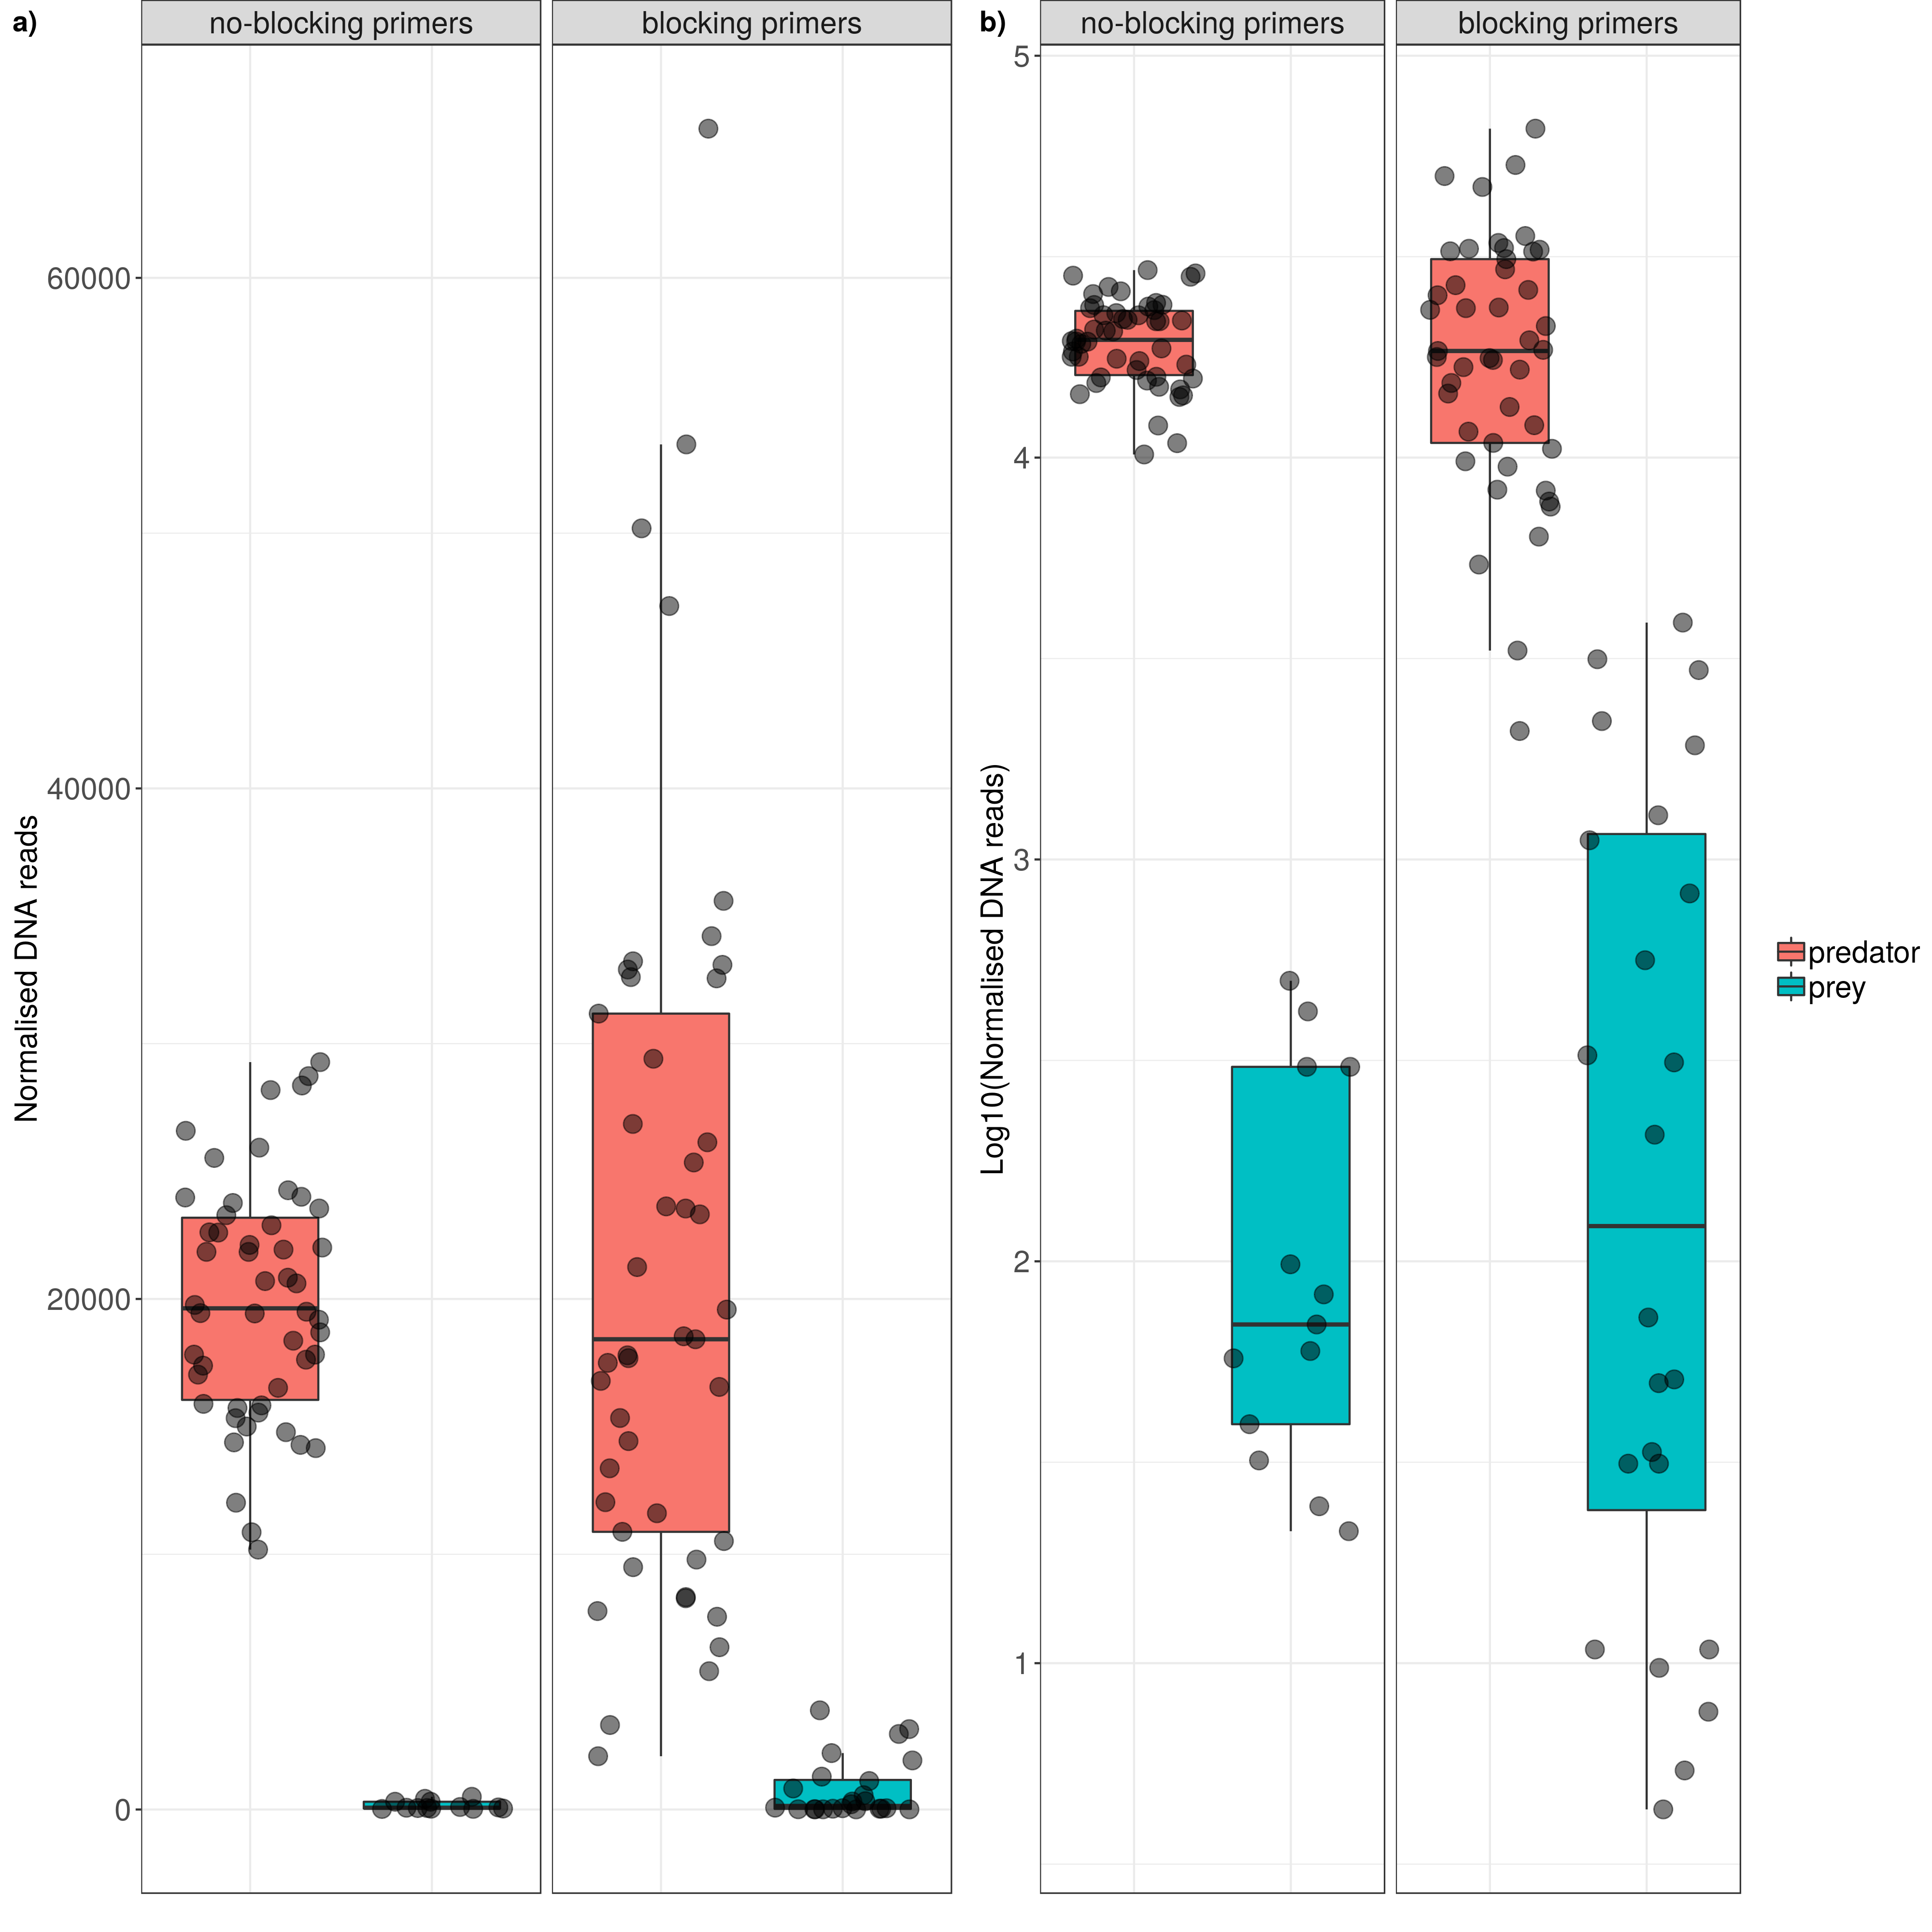 a)
no-blocking primers
blocking primers
Normalised DNA reads
60000
40000
20000
0
b)
no-blocking primers
blocking primers
Log10(Normalised DNA reads)
5
4
3
2
1
predator
prey